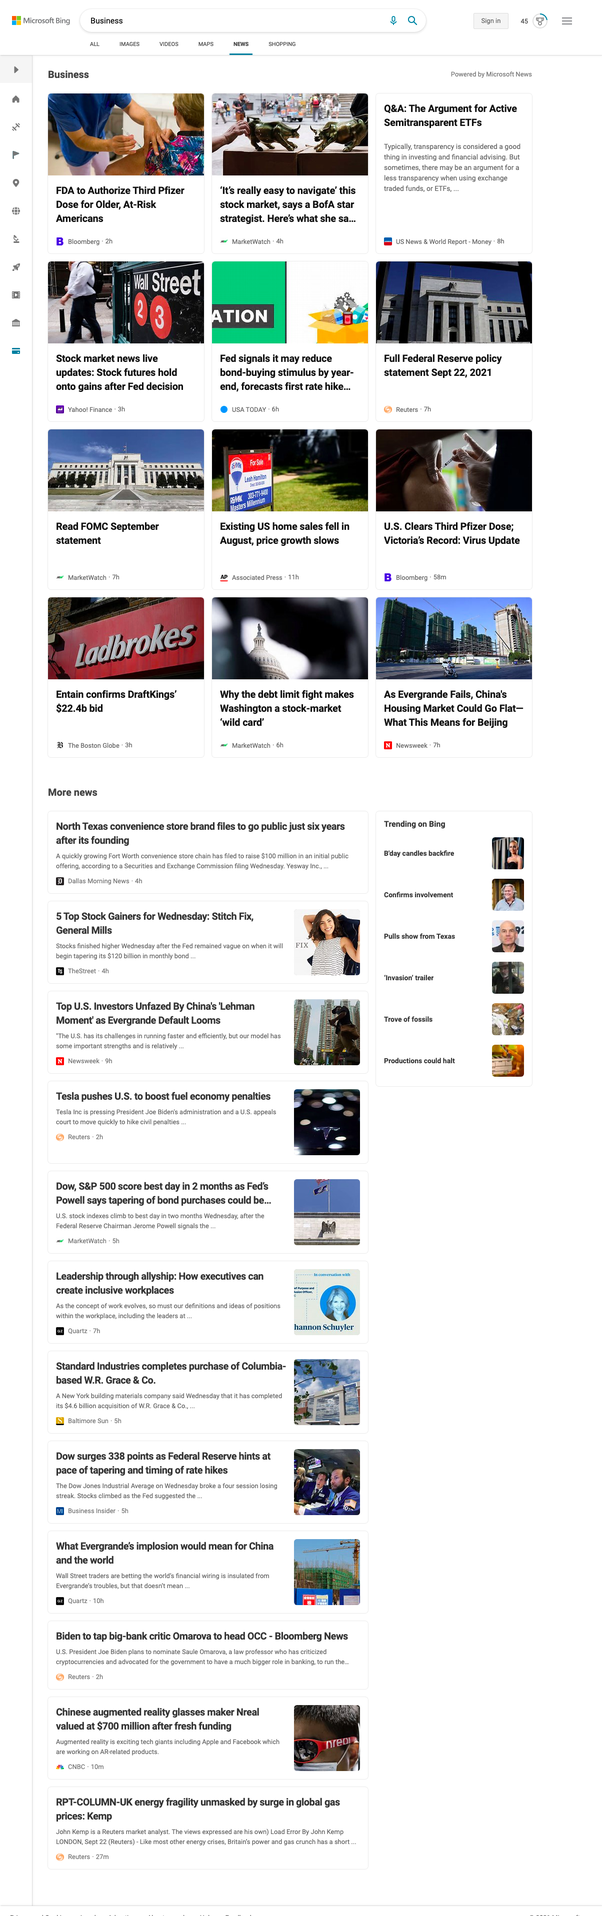 Microsoft Bing
Business
Sign in
45
ALL
IMAGES
VIDEOS
MAPS
NEWS
SHOPPING
Business
Powered by Microsoft News
FDA to Authorize Third Pfizer
Dose for Older, At-Risk
Americans
Bloomberg · 2h
'It's really easy to navigate' this
stock market, says a BofA star
strategist. Here's what she sa...
MarketWatch · 4h
Q&A: The Argument for Active
Semitransparent ETFs
Typically, transparency is considered a good
thing in investing and financial advising. But
sometimes, there may be an argument for a
less transparency when using exchange
traded funds, or ETFs, ...
US News & World Report - Money · 8h
Wall Street
2 3
Stock market news live
updates: Stock futures hold
onto gains after Fed decision
Yahoo! Finance · 3h
ATION
Fed signals it may reduce
bond-buying stimulus by year-
end, forecasts first rate hike...
USA TODAY · 6h
Full Federal Reserve policy
statement Sept 22, 2021
Reuters · 7h
Read FOMC September
statement
MarketWatch · 7h
For Sale
Existing US home sales fell in
August, price growth slows
Associated Press · 11h
U.S. Clears Third Pfizer Dose;
Victoria's Record: Virus Update
Bloomberg · 58m
Ladbrokes
Entain confirms DraftKings'
$22.4b bid
The Boston Globe · 3h
Why the debt limit fight makes
Washington a stock-market
'wild card'
MarketWatch · 6h
As Evergrande Fails, China's
Housing Market Could Go Flat—
What This Means for Beijing
Newsweek · 7h
More news
North Texas convenience store brand files to go public just six years
after its founding
A quickly growing Fort Worth convenience store chain has filed to raise $100 million in an initial public
offering, according to a Securities and Exchange Commission filing Wednesday. Yesway Inc., ...
Dallas Morning News · 4h
5 Top Stock Gainers for Wednesday: Stitch Fix,
General Mills
Stocks finished higher Wednesday after the Fed remained vague on when it will
begin tapering its $120 billion in monthly bond ...
TheStreet · 4h
FIX
Top U.S. Investors Unfazed By China's 'Lehman
Moment' as Evergrande Default Looms
"The U.S. has its challenges in running faster and efficiently, but our model has
some important strengths and is relatively ...
Newsweek · 9h
Tesla pushes U.S. to boost fuel economy penalties
Tesla Inc is pressing President Joe Biden's administration and a U.S. appeals
court to move quickly to hike civil penalties ...
Reuters · 2h
Dow, S&P 500 score best day in 2 months as Fed's
Powell says tapering of bond purchases could be...
U.S. stock indexes climb to best day in two months Wednesday, after the
Federal Reserve Chairman Jerome Powell signals the ...
MarketWatch · 5h
Leadership through allyship: How executives can
create inclusive workplaces
As the concept of work evolves, so must our definitions and ideas of positions
within the workplace, including the leaders at ...
Quartz · 7h
In conversation with
hannon Schuyler
Standard Industries completes purchase of Columbia-
based W.R. Grace & Co.
A New York building materials company said Wednesday that it has completed
its $4.6 billion acquisition of W.R. Grace & Co., ...
Baltimore Sun · 5h
Dow surges 338 points as Federal Reserve hints at
pace of tapering and timing of rate hikes
The Dow Jones Industrial Average on Wednesday broke a four session losing
streak. Stocks climbed as the Fed suggested the ...
Business Insider · 5h
What Evergrande's implosion would mean for China
and the world
Wall Street traders are betting the world's financial wiring is insulated from
Evergrande's troubles, but that doesn't mean ...
Quartz · 10h
Biden to tap big-bank critic Omarova to head OCC - Bloomberg News
U.S. President Joe Biden plans to nominate Saule Omarova, a law professor who has criticized
cryptocurrencies and advocated for the government to have a much bigger role in banking, to run the...
Reuters · 2h
Chinese augmented reality glasses maker Nreal
valued at $700 million after fresh funding
Augmented reality is exciting tech giants including Apple and Facebook which
are working on AR-related products.
CNBC · 10m
nreal
RPT-COLUMN-UK energy fragility unmasked by surge in global gas
prices: Kemp
John Kemp is a Reuters market analyst. The views expressed are his own) Load Error By John Kemp
LONDON, Sept 22 (Reuters) - Like most other energy crises, Britain's power and gas crunch has a short ...
Reuters · 27m
Trending on Bing
B'day candles backfire
Confirms involvement
Pulls show from Texas
'Invasion' trailer
Trove of fossils
Productions could halt